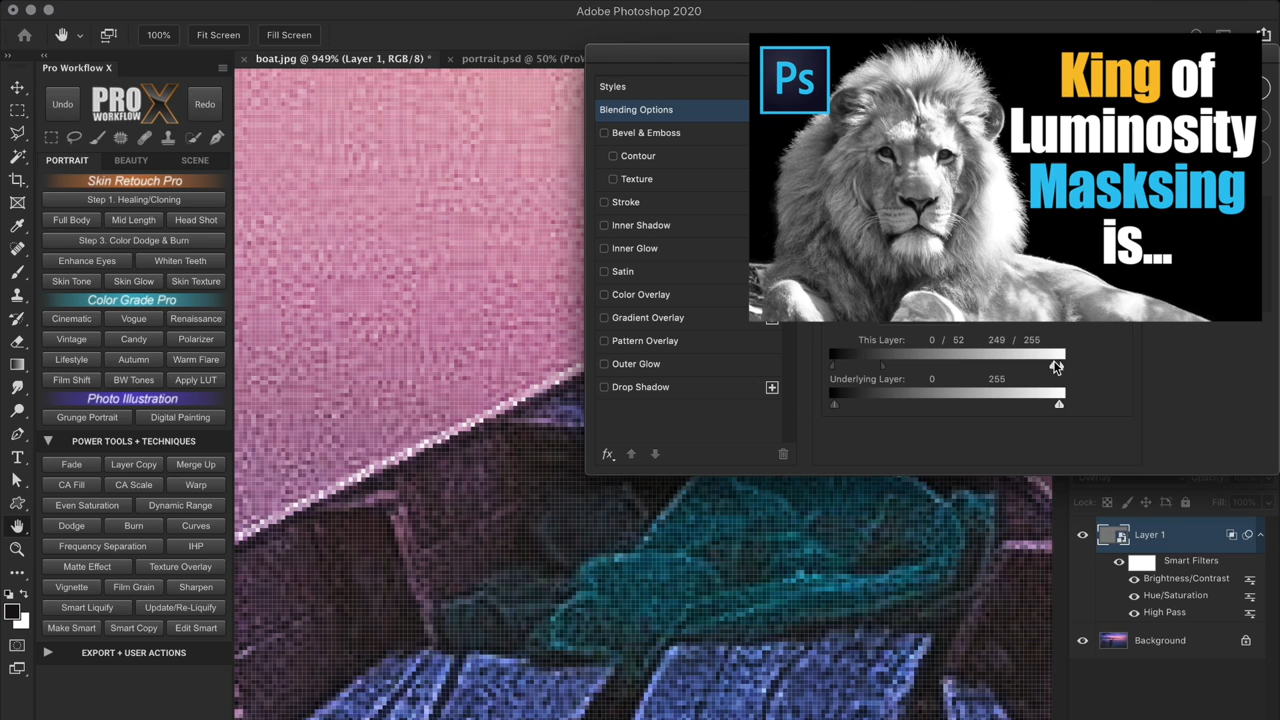 Adobe Photoshop 2020
100%
Fit Screen
Fill Screen
Pro Workflow X
boat.jpg @ 949% (Layer 1, RGB/8) *
portrait.psd @ 50% (ProW
Undo
PRO
WORKFLOW
X
Redo
PORTRAIT
BEAUTY
SCENE
Skin Retouch Pro
Step 1. Healing/Cloning
Full Body
Mid Length
Head Shot
Step 3. Color Dodge & Burn
Enhance Eyes
Whiten Teeth
Skin Tone
Skin Glow
Skin Texture
Color Grade Pro
Cinematic
Vogue
Renaissance
Vintage
Candy
Portraiture
Lifestyle
Autumn
Warm Flare
Film Shift
BW Tones
Apply LUT
Photo Illustration
Grunge Portrait
Digital Painting
POWER TOOLS + TECHNIQUES
Fade
Layer Copy
Merge Up
CA Fill
CA Scale
Warp
Even Saturation
Dynamic Range
Dodge
Burn
Curves
Frequency Separation
IHP
Matte Effect
Texture Overlay
Vignette
Film Grain
Sharpen
Smart Liquify
Update/Re-Liquify
Make Smart
Smart Copy
Edit Smart
EXPORT + USER ACTIONS
Styles
Blending Options
Bevel & Emboss
Contour
Texture
Stroke
Inner Shadow
Inner Glow
Satin
Color Overlay
Gradient Overlay
Pattern Overlay
Outer Glow
Drop Shadow
fx
Ps
King of
Luminosity
Masksing
is...
This Layer: 0 / 52 249 / 255
Underlying Layer: 0 255
Opacity:
Lock:
Fill: 100%
Layer 1
Smart Filters
Brightness/Contrast
Hue/Saturation
High Pass
Background